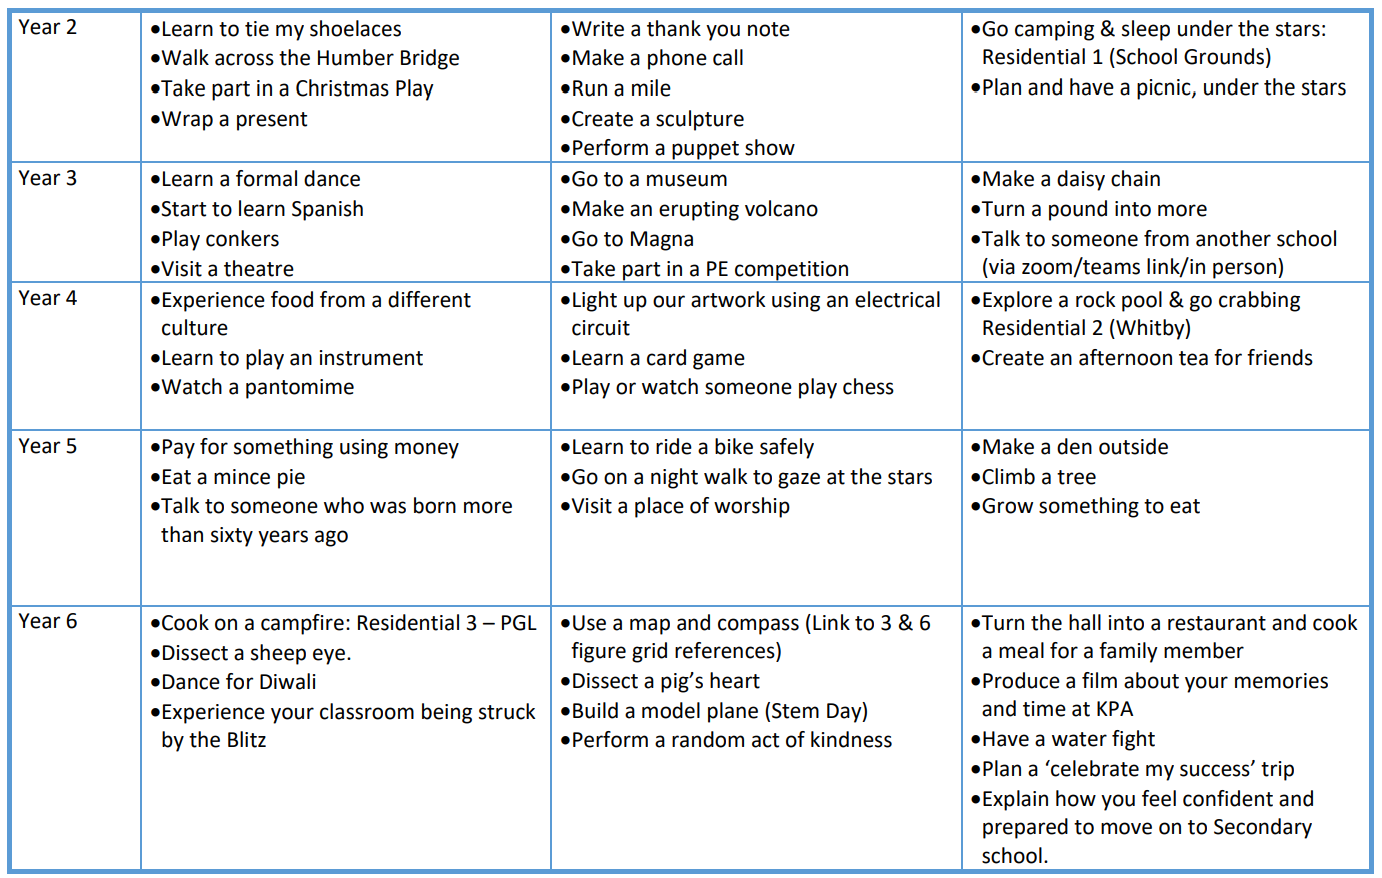 Year 2
•Learn to tie my shoelaces
•Walk across the Humber Bridge
•Take part in a Christmas Play
•Wrap a present
•Write a thank you note
•Make a phone call
•Run a mile
•Create a sculpture
•Perform a puppet show
•Go camping & sleep under the stars:
Residential 1 (School Grounds)
•Plan and have a picnic, under the stars
Year 3
•Learn a formal dance
•Start to learn Spanish
•Play conkers
•Visit a theatre
•Go to a museum
•Make an erupting volcano
•Go to Magna
•Take part in a PE competition
•Make a daisy chain
•Turn a pound into more
•Talk to someone from another school
(via zoom/teams link/in person)
Year 4
•Experience food from a different
culture
•Learn to play an instrument
•Watch a pantomime
•Light up our artwork using an electrical
circuit
•Learn a card game
•Play or watch someone play chess
•Explore a rock pool & go crabbing
Residential 2 (Whitby)
•Create an afternoon tea for friends
Year 5
•Pay for something using money
•Eat a mince pie
•Talk to someone who was born more
than sixty years ago
•Learn to ride a bike safely
•Go on a night walk to gaze at the stars
•Visit a place of worship
•Make a den outside
•Climb a tree
•Grow something to eat
Year 6
•Cook on a campfire: Residential 3 – PGL
•Dissect a sheep eye.
•Dance for Diwali
•Experience your classroom being struck
by the Blitz
•Use a map and compass (Link to 3 & 6
figure grid references)
•Dissect a pig’s heart
•Build a model plane (Stem Day)
•Perform a random act of kindness
•Turn the hall into a restaurant and cook
a meal for a family member
•Produce a film about your memories
and time at KPA
•Have a water fight
•Plan a ‘celebrate my success’ trip
•Explain how you feel confident and
prepared to move on to Secondary
school.